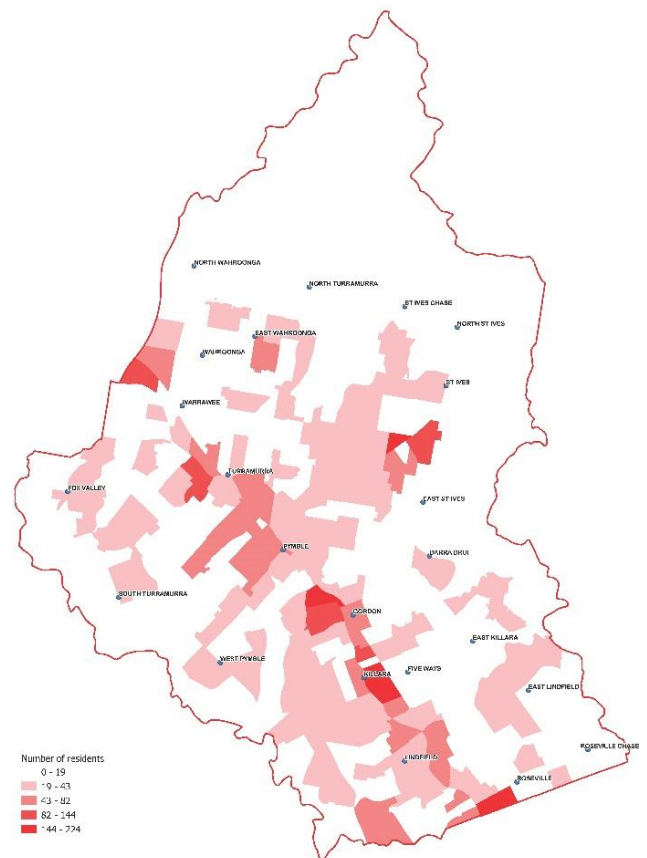 NORTH WAHROONGA
NORTH TURRAMURRA
ST IVES CHASE
NORTH ST IVES
EAST WAHROONGA
WAHROONGA
ST IVES
WARRAWEE
TURRAMURRA
FOX VALLEY
EAST ST IVES
PYMBLE
DARRA DRUI
SOUTH TURRAMURRA
GORDON
EAST KILLARA
WEST PYMBLE
FIVE WAYS
KILLARA
EAST LINDFIELD
ROSEVILLE CHASE
LINDFIELD
ROSEVILLE
Number of residents
0 - 19
19 - 43
43 - 82
82 - 144
144 - 224